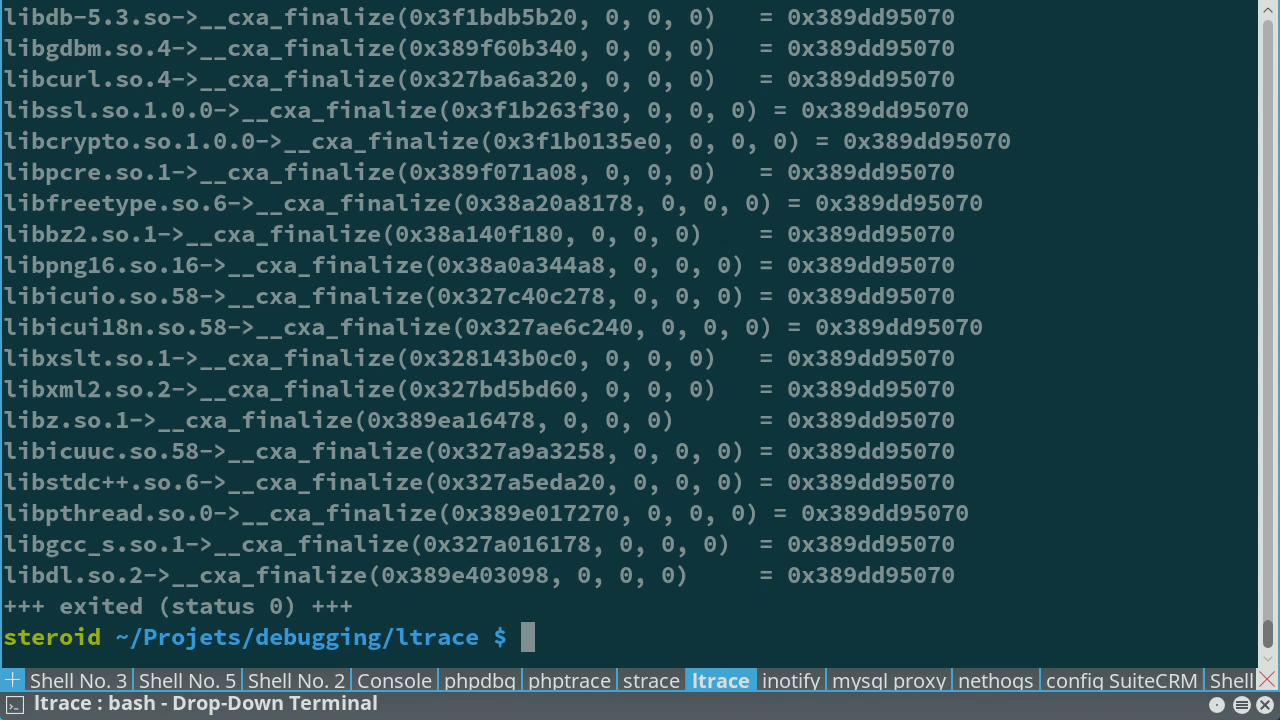 libdb-5.3.so->__cxa_finalize(0x3f1bdb5b20, 0, 0, 0)   = 0x389dd95070
libgdbm.so.4->__cxa_finalize(0x389f60b340, 0, 0, 0)   = 0x389dd95070
libcurl.so.4->__cxa_finalize(0x327ba6a320, 0, 0, 0)   = 0x389dd95070
libssl.so.1.0.0->__cxa_finalize(0x3f1b263f30, 0, 0, 0) = 0x389dd95070
libcrypto.so.1.0.0->__cxa_finalize(0x3f1b0135e0, 0, 0, 0) = 0x389dd95070
libpcre.so.1->__cxa_finalize(0x389f071a08, 0, 0, 0)   = 0x389dd95070
libfreetype.so.6->__cxa_finalize(0x38a20a8178, 0, 0, 0) = 0x389dd95070
libbz2.so.1->__cxa_finalize(0x38a140f180, 0, 0, 0)    = 0x389dd95070
libpng16.so.16->__cxa_finalize(0x38a0a344a8, 0, 0, 0) = 0x389dd95070
libicuio.so.58->__cxa_finalize(0x327c40c278, 0, 0, 0) = 0x389dd95070
libicui18n.so.58->__cxa_finalize(0x327ae6c240, 0, 0, 0) = 0x389dd95070
libxslt.so.1->__cxa_finalize(0x328143b0c0, 0, 0, 0)   = 0x389dd95070
libxml2.so.2->__cxa_finalize(0x327bd5bd60, 0, 0, 0)   = 0x389dd95070
libz.so.1->__cxa_finalize(0x389ea16478, 0, 0, 0)      = 0x389dd95070
libicuuc.so.58->__cxa_finalize(0x327a9a3258, 0, 0, 0) = 0x389dd95070
libstdc++.so.6->__cxa_finalize(0x327a5eda20, 0, 0, 0) = 0x389dd95070
libpthread.so.0->__cxa_finalize(0x389e017270, 0, 0, 0) = 0x389dd95070
libgcc_s.so.1->__cxa_finalize(0x327a016178, 0, 0, 0)  = 0x389dd95070
libdl.so.2->__cxa_finalize(0x389e403098, 0, 0, 0)     = 0x389dd95070
+++ exited (status 0) +++
steroid ~/Projets/debugging/ltrace $
Shell No. 3 Shell No. 5 Shell No. 2 Console phpdbg phptrace strace ltrace inotify mysql proxy nethogs config SuiteCRM Shell
ltrace : bash - Drop-Down Terminal